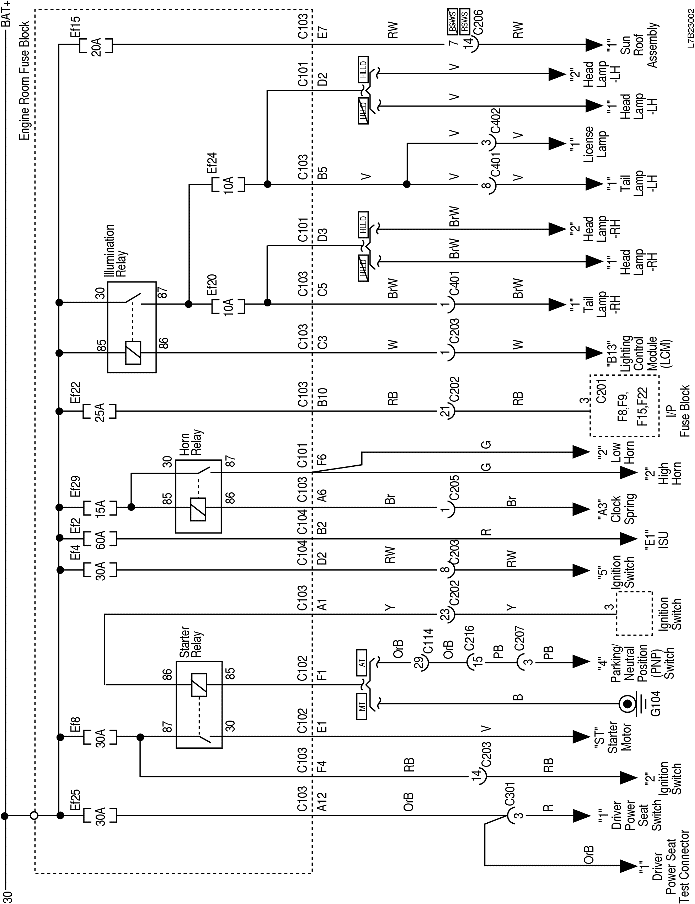 30
BAT+
Engine Room Fuse Block
Ef25
30A
C103
A12
OrB
C301
3
R
"1"
Driver
Power
Seat
Switch
OrB
"1"
Driver
Power Seat
Test Connector
Ef8
30A
C103
F4
RB
14
C203
RB
"2"
Ignition
Switch
Starter
Relay
87
30
86
85
C102
E1
V
"ST"
Starter
Motor
C102
F1
MT
AT
B
G104
OrB
29
C114
OrB
15
C216
PB
3
C207
PB
"4"
Parking/
Neutral
Position
(PNP)
Switch
C103
A1
Y
23
C202
Y
3
Ignition
Switch
Ef4
30A
C104
D2
RW
8
C203
RW
"5"
Ignition
Switch
Ef2
60A
C104
B2
R
"E1"
ISU
Ef29
15A
Horn
Relay
85
86
30
87
C103
A6
Br
1
C205
Br
"A3"
Clock
Spring
C101
F6
G
"2"
High
Horn
G
"2"
Low
Horn
Ef22
25A
C103
B10
RB
21
C202
RB
3
C201
F8,F9,
F15,F22
I/P
Fuse Block
Illumination
Relay
85
86
30
87
C103
C3
W
1
C203
W
"B13"
Lighting
Control
Module
(LCM)
Ef20
10A
C103
C5
BrW
1
C401
BrW
"1"
Tail
Lamp
-RH
C101
D3
HLLD
HLLD
BrW
"4"
Head
Lamp
-RH
BrW
"2"
Head
Lamp
-RH
Ef24
10A
C103
B5
V
8
C401
V
"1"
Tail
Lamp
-LH
V
3
C402
V
"1"
License
Lamp
C101
D2
HLLD
HLLD
V
"1"
Head
Lamp
-LH
V
"2"
Head
Lamp
-LH
Ef15
20A
C103
E7
RW
7
14
C206
"1"
Sun
Roof
Assembly
L7B23002